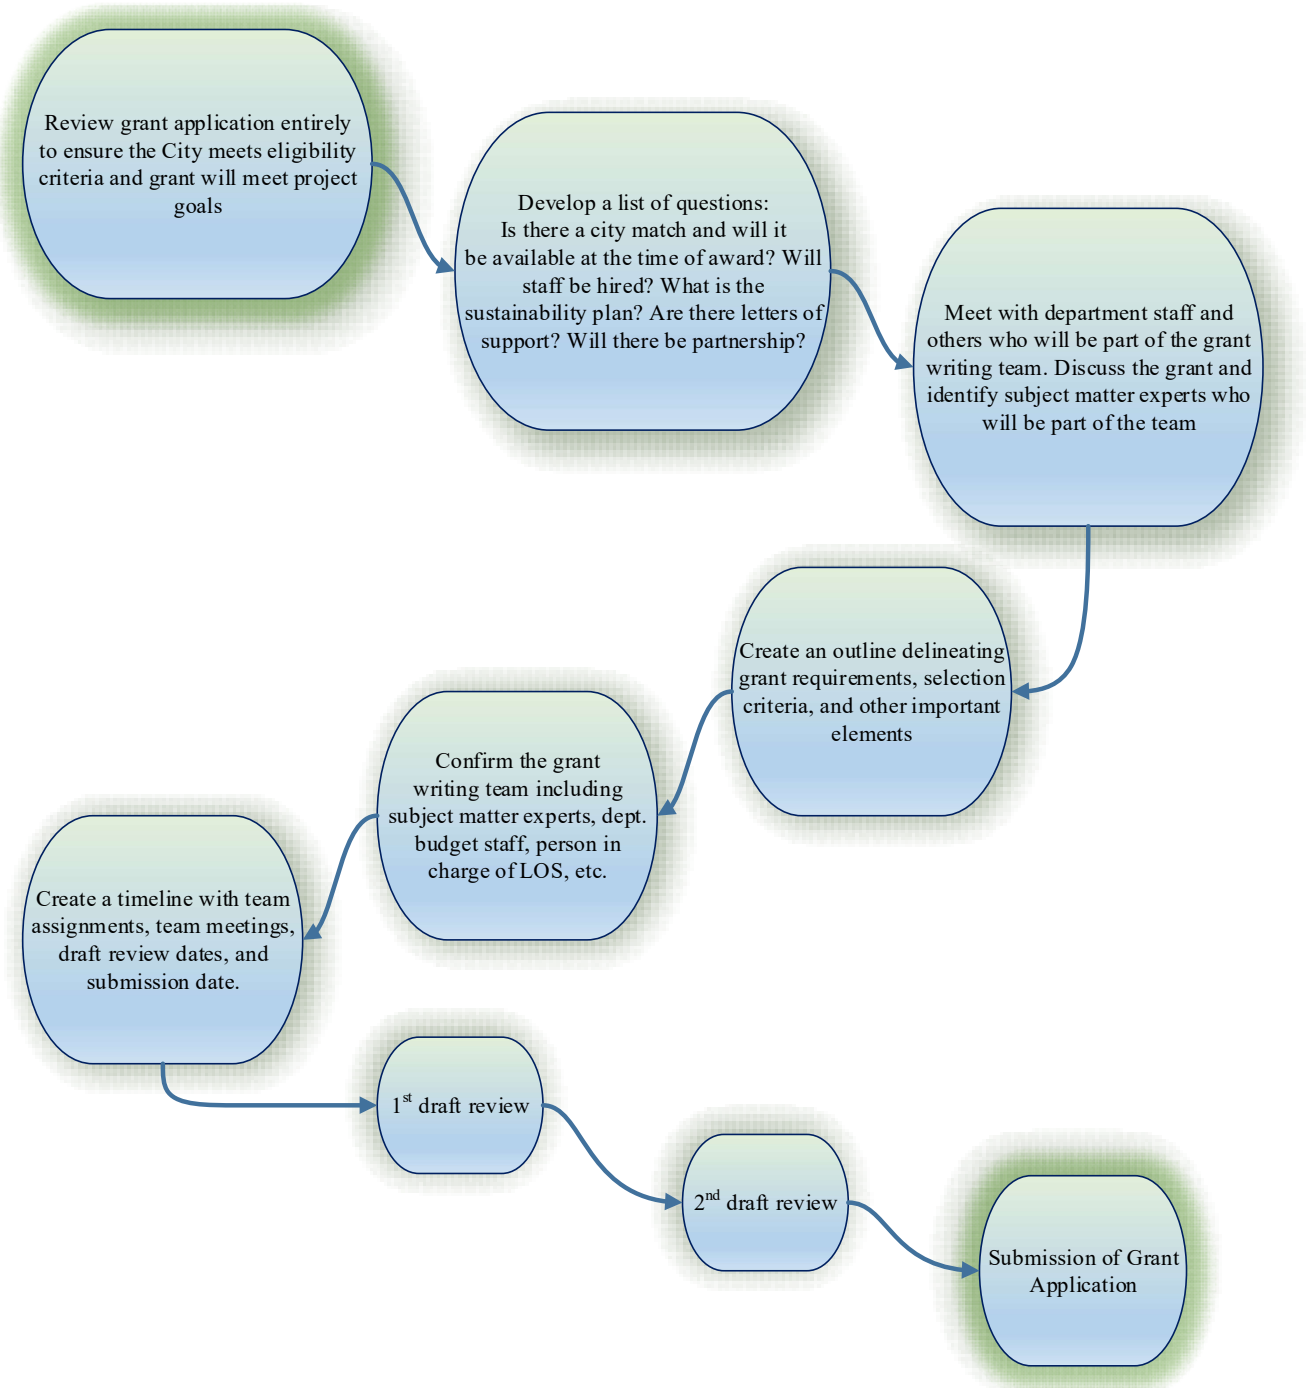 Review grant application entirely
to ensure the City meets eligibility
criteria and grant will meet project
goals
Develop a list of questions:
Is there a city match and will it
be available at the time of award? Will
staff be hired? What is the
sustainability plan? Are there letters of
support? Will there be partnership?
Meet with department staff and
others who will be part of the grant
writing team. Discuss the grant and
identify subject matter experts who
will be part of the team
Create an outline delineating
grant requirements, selection
criteria, and other important
elements
Confirm the grant
writing team including
subject matter experts, dept.
budget staff, person in
charge of LOS, etc.
Create a timeline with team
assignments, team meetings,
draft review dates, and
submission date.
1st draft review
2nd draft review
Submission of Grant
Application